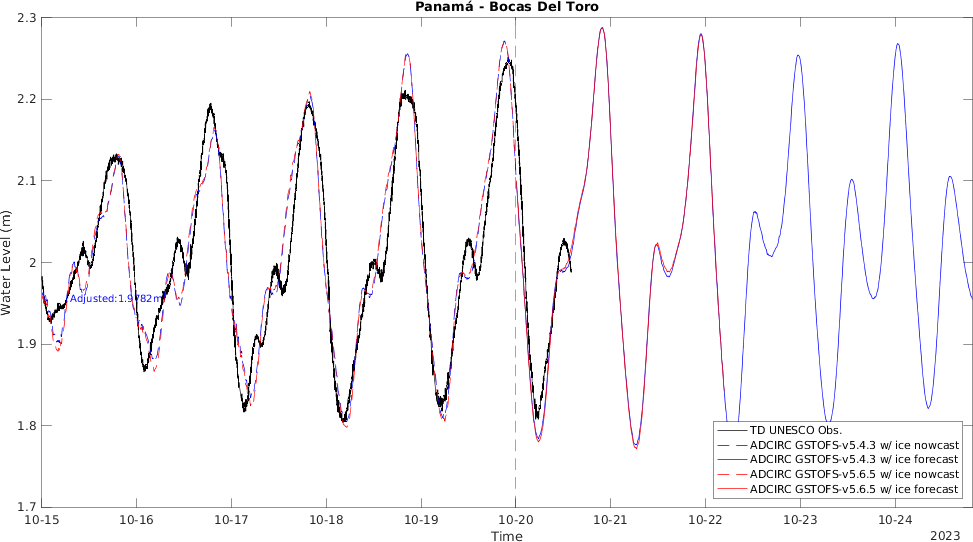 Panamá - Bocas Del Toro
2.3
2.2
2.1
2
1.9
1.8
1.7
Water Level (m)
Adjusted:1.9782m
TD UNESCO Obs.
ADCIRC GSTOFS-v5.4.3 w/ ice nowcast
ADCIRC GSTOFS-v5.4.3 w/ ice forecast
ADCIRC GSTOFS-v5.6.5 w/ ice nowcast
ADCIRC GSTOFS-v5.6.5 w/ ice forecast
10-15 10-16 10-17 10-18 10-19 10-20 10-21 10-22 10-23 10-24
Time
2023